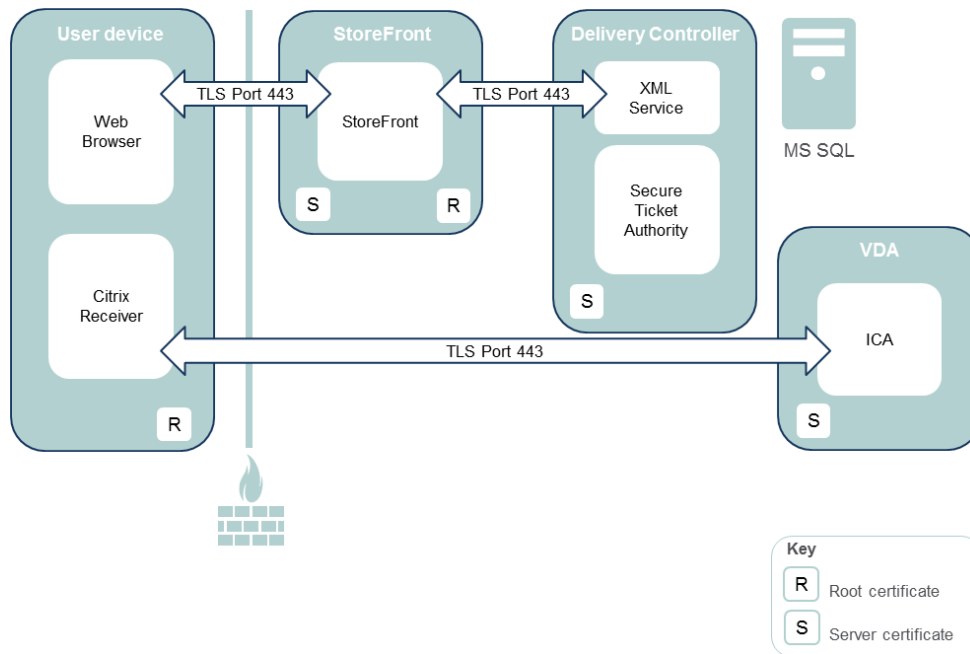 User device
StoreFront
Delivery Controller
TLS Port 443
TLS Port 443
Web
Browser
StoreFront
XML
Service
MS SQL
S
R
Secure
Ticket
Authority
VDA
Citrix
Receiver
S
TLS Port 443
ICA
R
S
Key
R
Root certificate
S
Server certificate